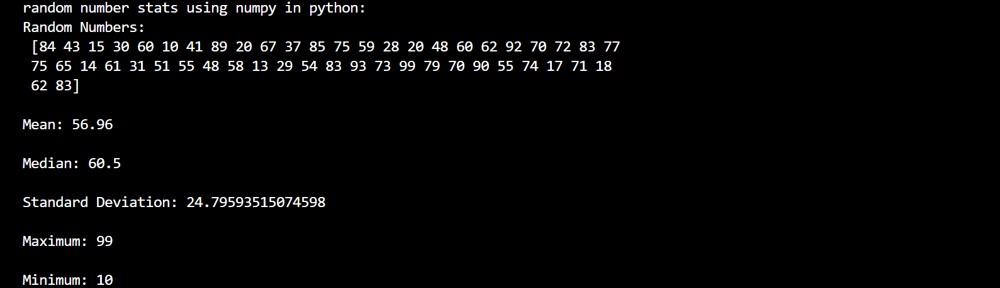 random number stats using numpy in python:
Random Numbers:
[84 43 15 30 60 10 41 89 20 67 37 85 75 59 28 20 48 60 62 92 70 72 83 77
75 65 14 61 31 51 55 48 58 13 29 54 83 93 73 99 79 70 90 55 74 17 71 18
62 83]
Mean: 56.96
Median: 60.5
Standard Deviation: 24.79593515074598
Maximum: 99
Minimum: 10